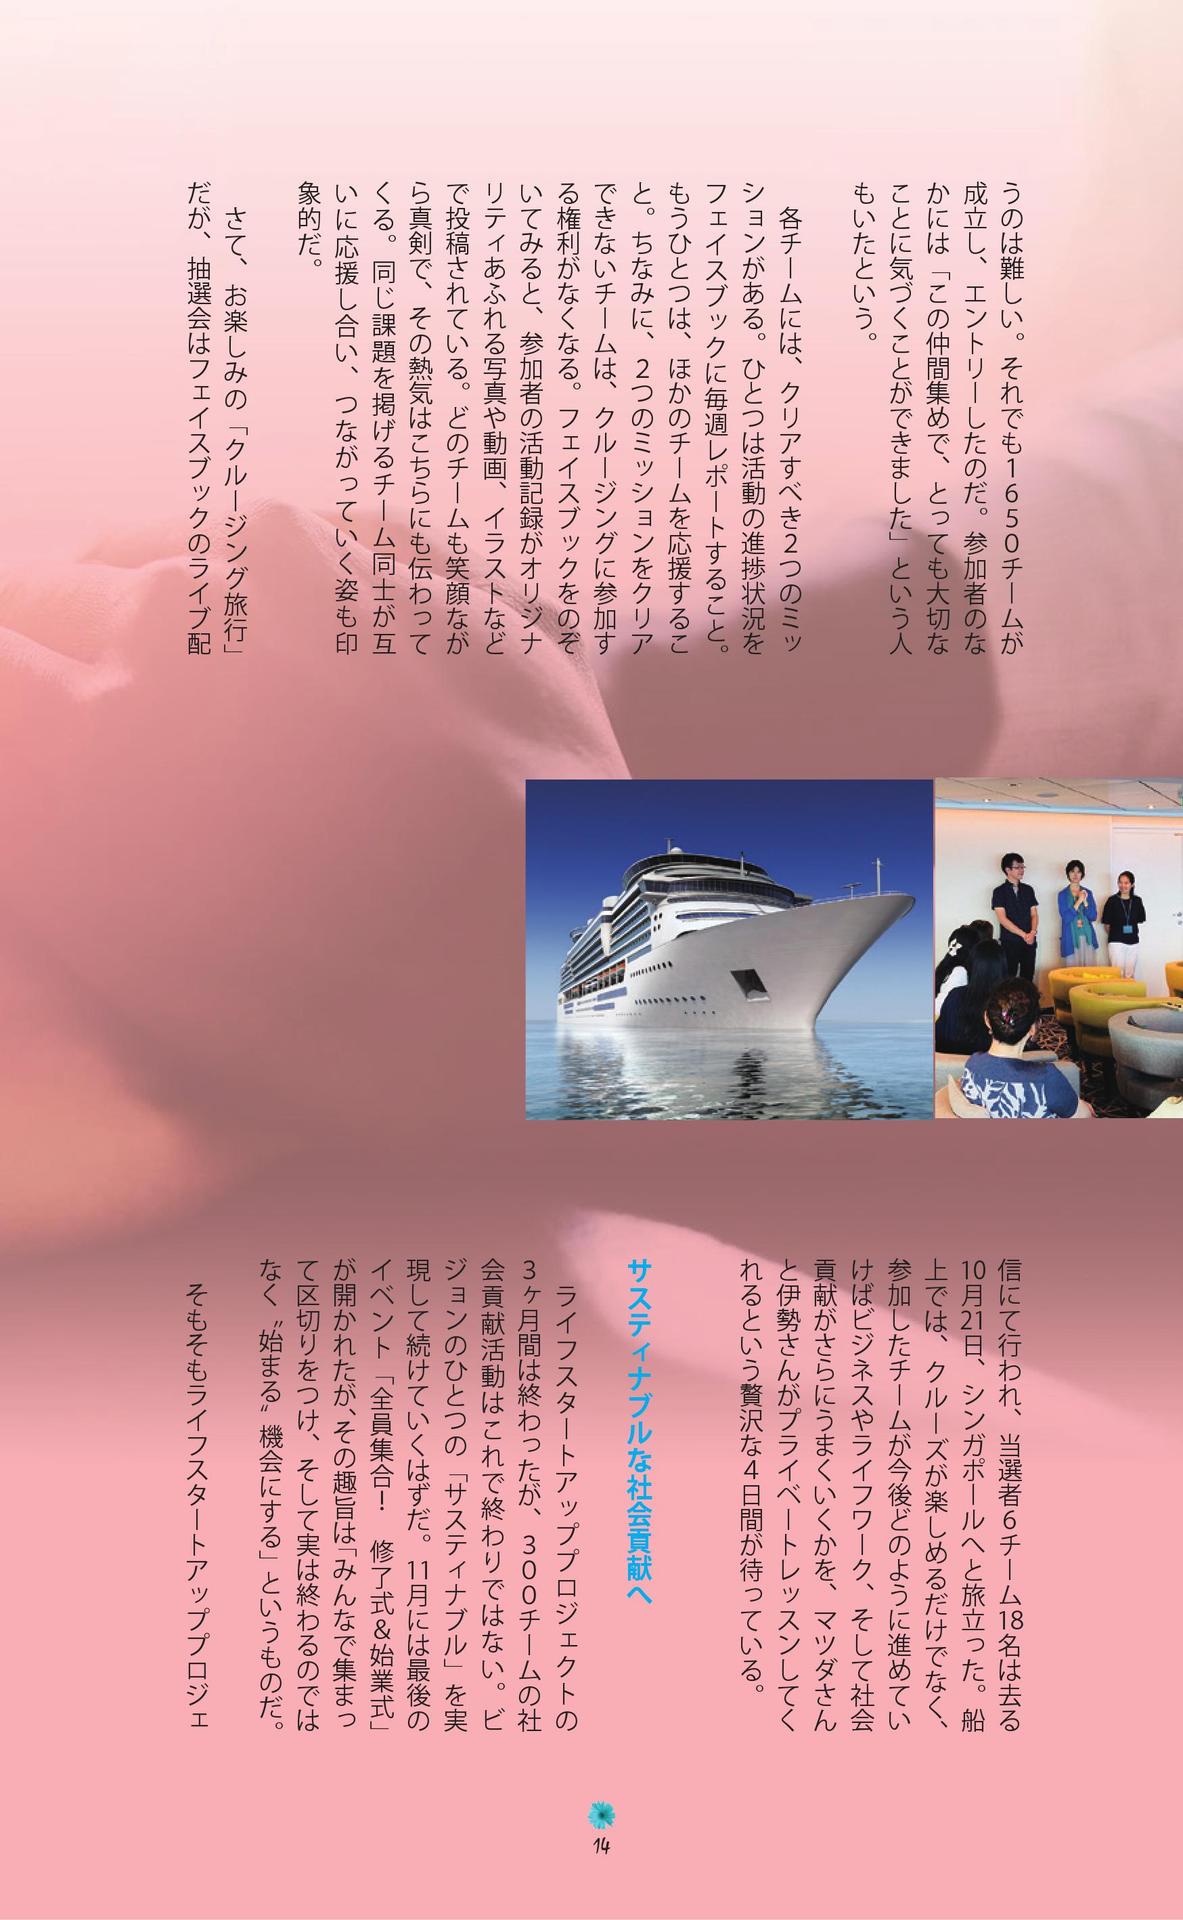 うのは難しい。それでも1650チームが
成立し、エントリーしたのだ。参加者のな
かには「この仲間集めで、とっても大切な
ことに気づくことができました」という人
もいたという。
各チームには、クリアすべき2つのミッ
ションがある。ひとつは活動の進捗状況を
フェイスブックに毎週レポートすること。
もうひとつは、ほかのチームを応援するこ
と。ちなみに、2つのミッションをクリア
できないチームは、クルージングに参加す
る権利がなくなる。フェイスブックをのぞ
いてみると、参加者の活動記録がオリジナ
リティあふれる写真や動画、イラストなど
で投稿されている。どのチームも笑顔なが
ら真剣で、その熱気はこちらにも伝わって
くる。同じ課題を掲げるチーム同士が互
いに応援し合い、つながっていく姿も印
象的だ。
さて、お楽しみの「クルージング旅行」
だが、抽選会はフェイスブックのライブ配
信にて行われ、当選者6チーム18名は去る
10月21日、シンガポールへと旅立った。船
上では、クルーズが楽しめるだけでなく、
参加したチームが今後どのように進めてい
けばビジネスやライフワーク、そして社会
貢献がさらにうまくいくかを、マツダさん
と伊勢さんがプライベートレッスンしてく
れるという贅沢な4日間が待っている。
サスティナブルな社会貢献へ
ライフスタートアッププロジェクトの
3ヶ月間は終わったが、300チームの社
会貢献活動はこれで終わりではない。ビ
ジョンのひとつの「サスティナブル」を実
現して続けていくはずだ。11月には最後の
イベント「全員集合！　修了式＆始業式」
が開かれたが、その趣旨は「みんなで集まっ
て区切りをつけ、そして実は終わるのでは
なく〝始まる〟機会にする」というものだ。
そもそもライフスタートアッププロジェ
14